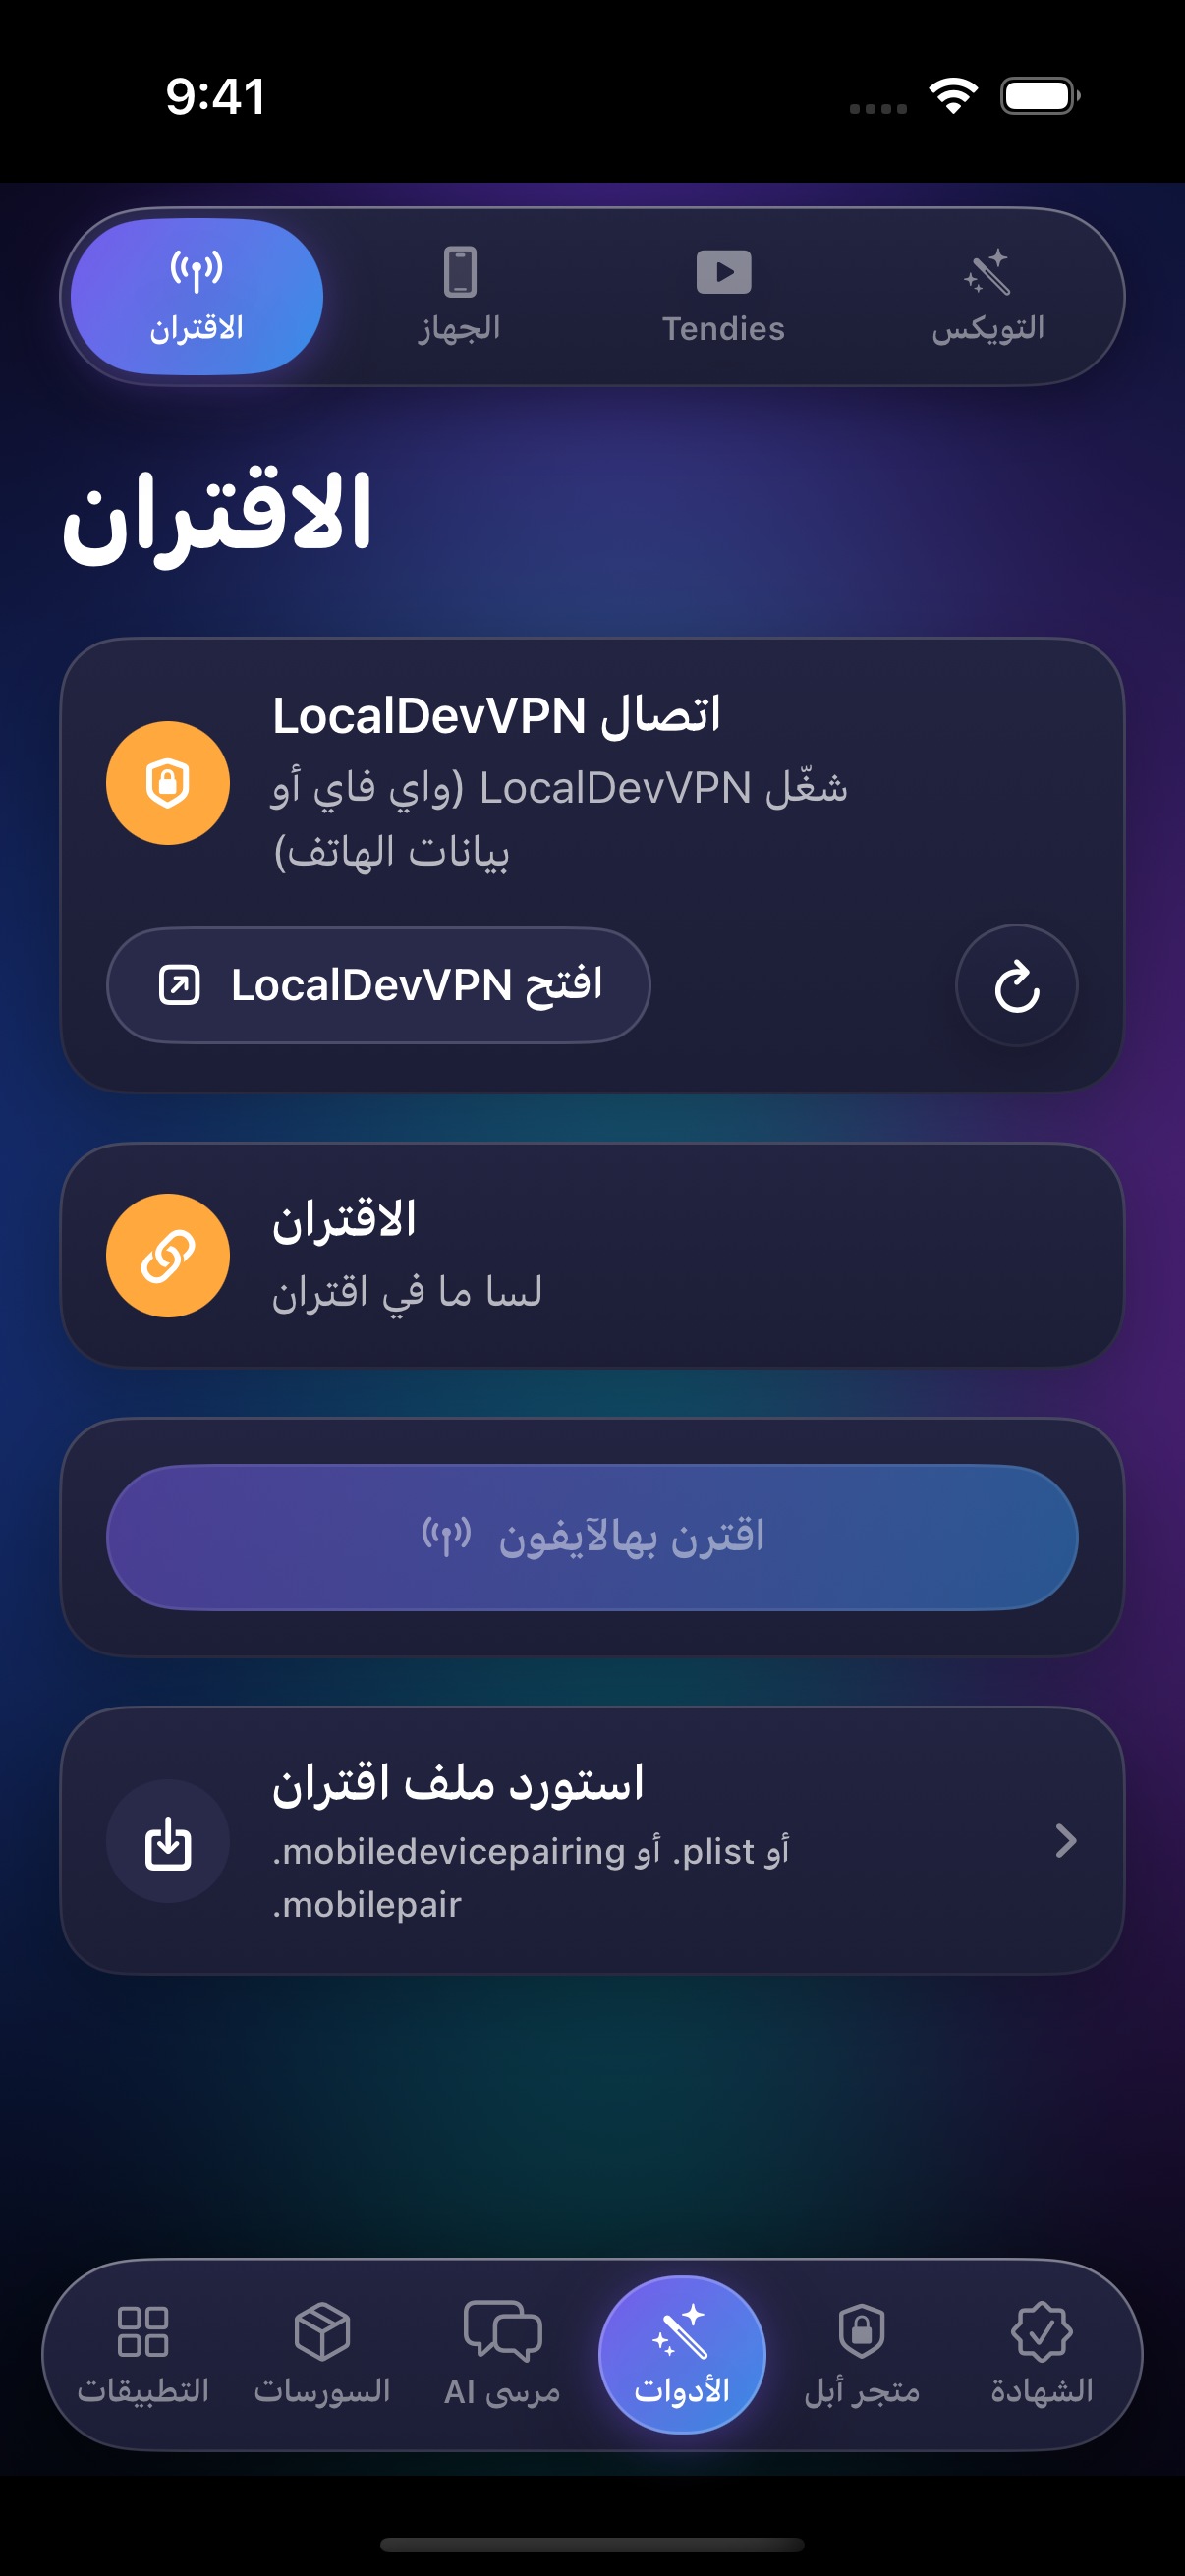 9:41
الاقتران
الجهاز
Tendies
التويكس
الاقتران
اتصال LocalDevVPN
شغّل LocalDevVPN (واي فاي أو
بيانات الهاتف)
افتح LocalDevVPN
الاقتران
لسا ما في اقتران
اقترن بهالآيفون
استورد ملف اقتران
.mobiledevicepairing أو .plist أو
.mobilepair
التطبيقات
السورسات
مرسى AI
الأدوات
متجر أبل
الشهادة